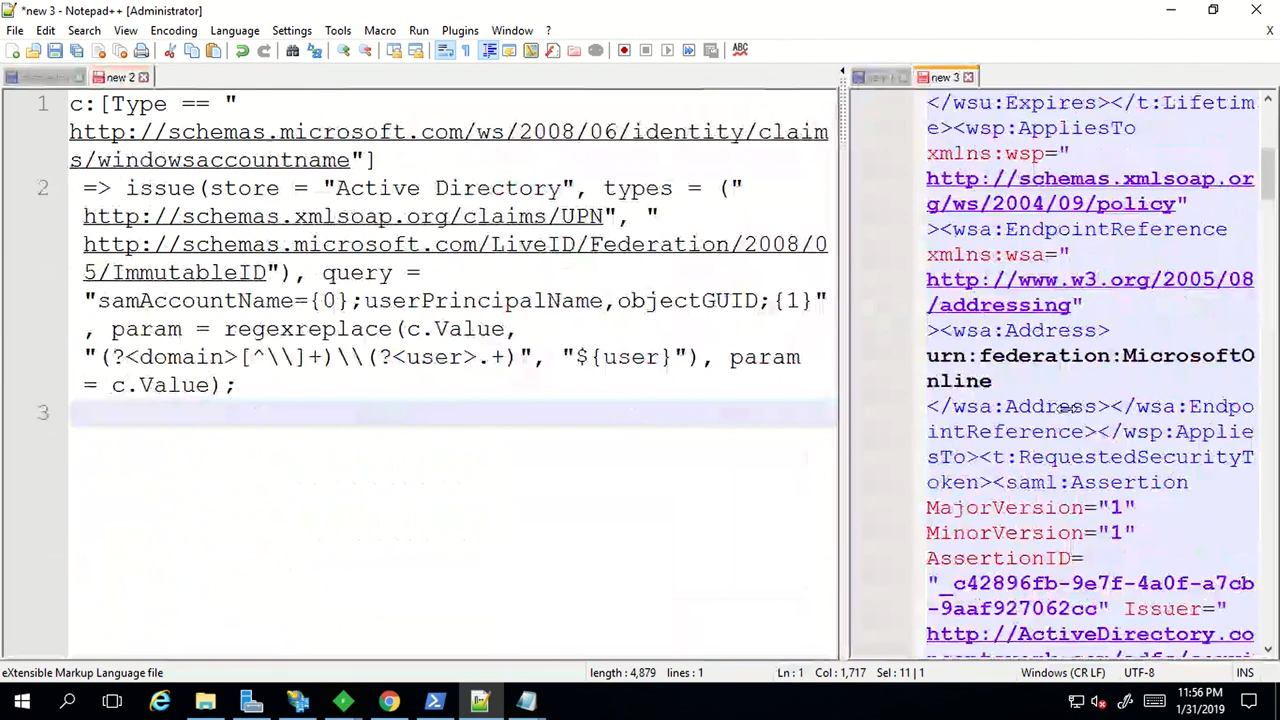 *new 3 - Notepad++ [Administrator]
File Edit Search View Encoding Language Settings Tools Macro Run Plugins Window ? X
new 2
new 3
1 c:[Type == "
http://schemas.microsoft.com/ws/2008/06/identity/claim
s/windowsaccountname"]
2 => issue(store = "Active Directory", types = ("
http://schemas.xmlsoap.org/claims/UPN", "
http://schemas.microsoft.com/LiveID/Federation/2008/0
5/ImmutableID"), query =
"samAccountName={0};userPrincipalName,objectGUID;{1}"
, param = regexreplace(c.Value,
"(?<domain>[^\\]+)\\(?<user>.+)", "${user}"), param
= c.Value);
3
</wsu:Expires></t:Lifetim
e><wsp:AppliesTo
xmlns:wsp="
http://schemas.xmlsoap.or
g/ws/2004/09/policy"
><wsa:EndpointReference
xmlns:wsa="
http://www.w3.org/2005/08
/addressing"
><wsa:Address>
urn:federation:MicrosoftO
nline
</wsa:Address></wsa:Endpo
intReference></wsp:Applie
sTo><t:RequestedSecurityT
oken><saml:Assertion
MajorVersion="1"
MinorVersion="1"
AssertionID=
"_c42896fb-9e7f-4a0f-a7cb
-9aaf927062cc" Issuer="
http://ActiveDirectory.co
eXtensible Markup Language file length : 4,879 lines : 1 Ln : 1 Col : 1,717 Sel : 11 | 1 Windows (CR LF) UTF-8 INS
11:56 PM
1/31/2019